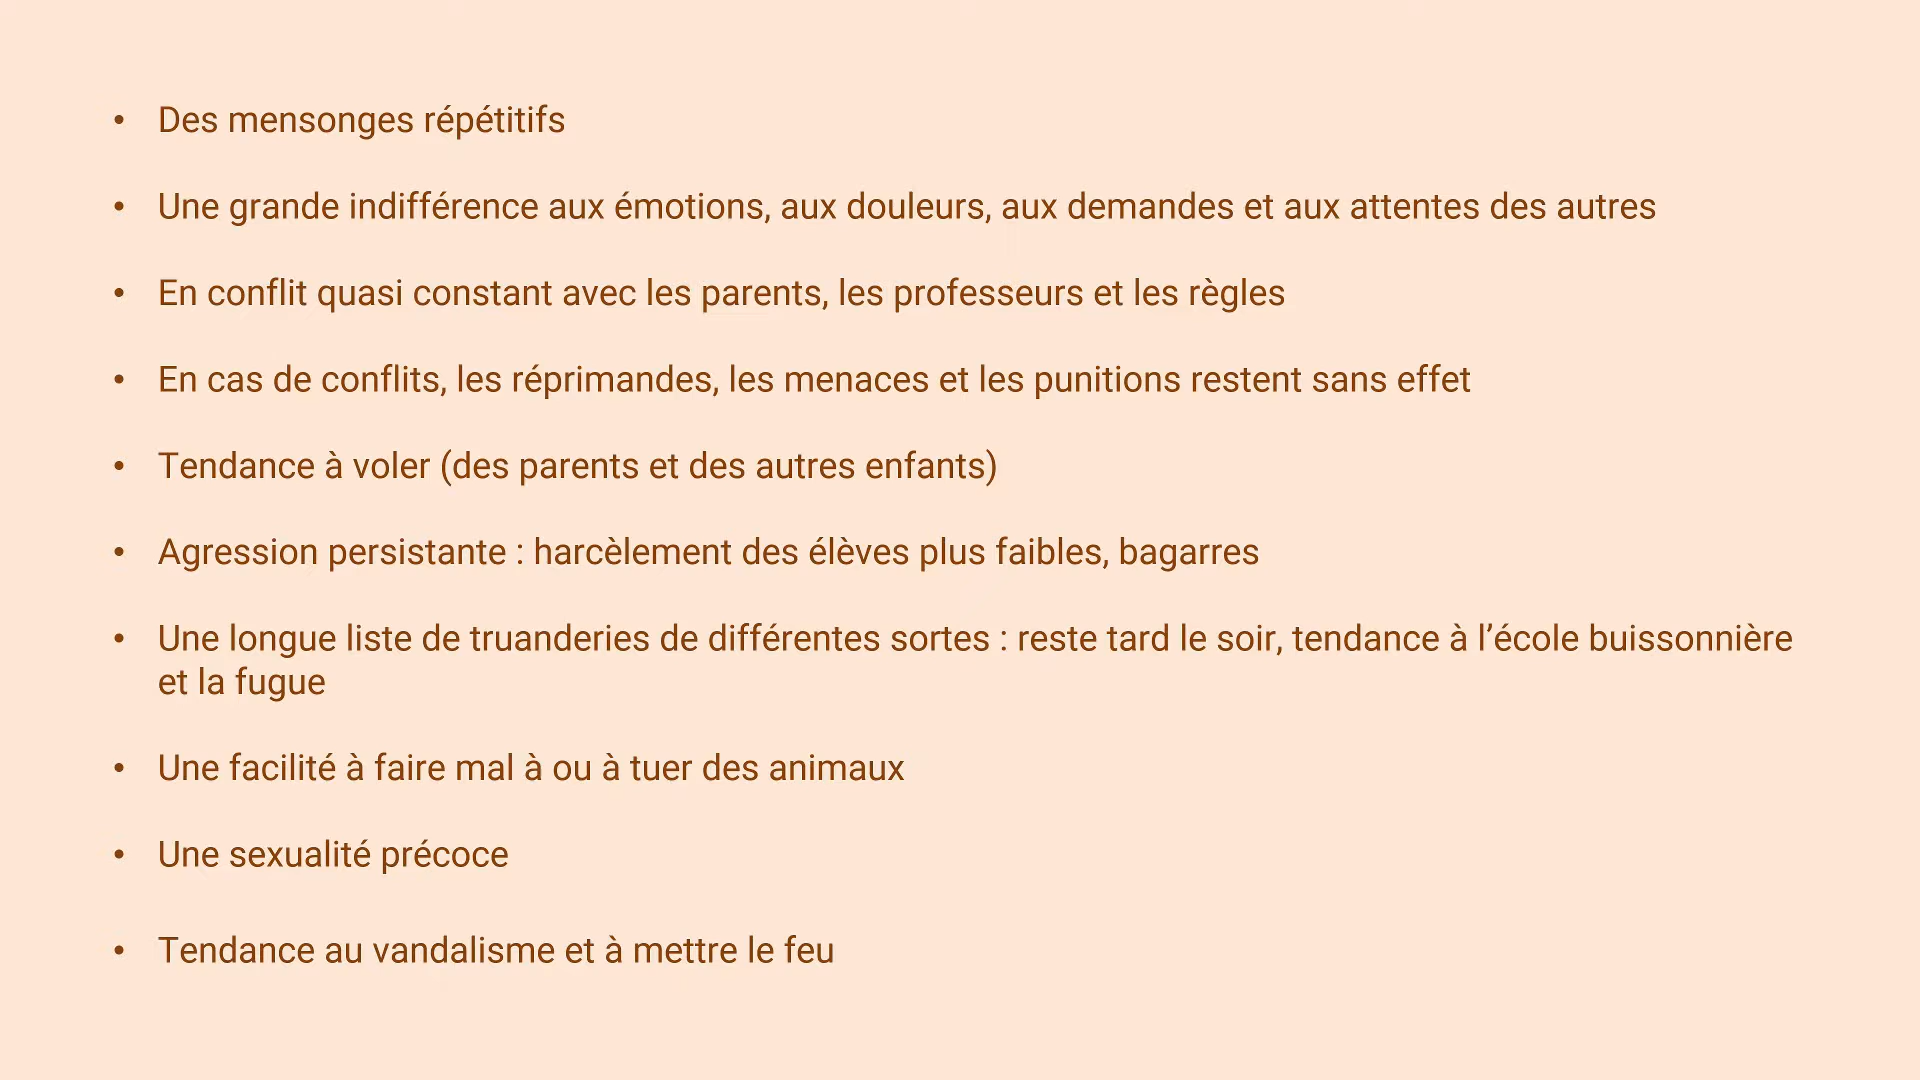 • Des mensonges répétitifs
• Une grande indifférence aux émotions, aux douleurs, aux demandes et aux attentes des autres
• En conflit quasi constant avec les parents, les professeurs et les règles
• En cas de conflits, les réprimandes, les menaces et les punitions restent sans effet
• Tendance à voler (des parents et des autres enfants)
• Agression persistante : harcèlement des élèves plus faibles, bagarres
• Une longue liste de truanderies de différentes sortes : reste tard le soir, tendance à l’école buissonnière
et la fugue
• Une facilité à faire mal à ou à tuer des animaux
• Une sexualité précoce
• Tendance au vandalisme et à mettre le feu